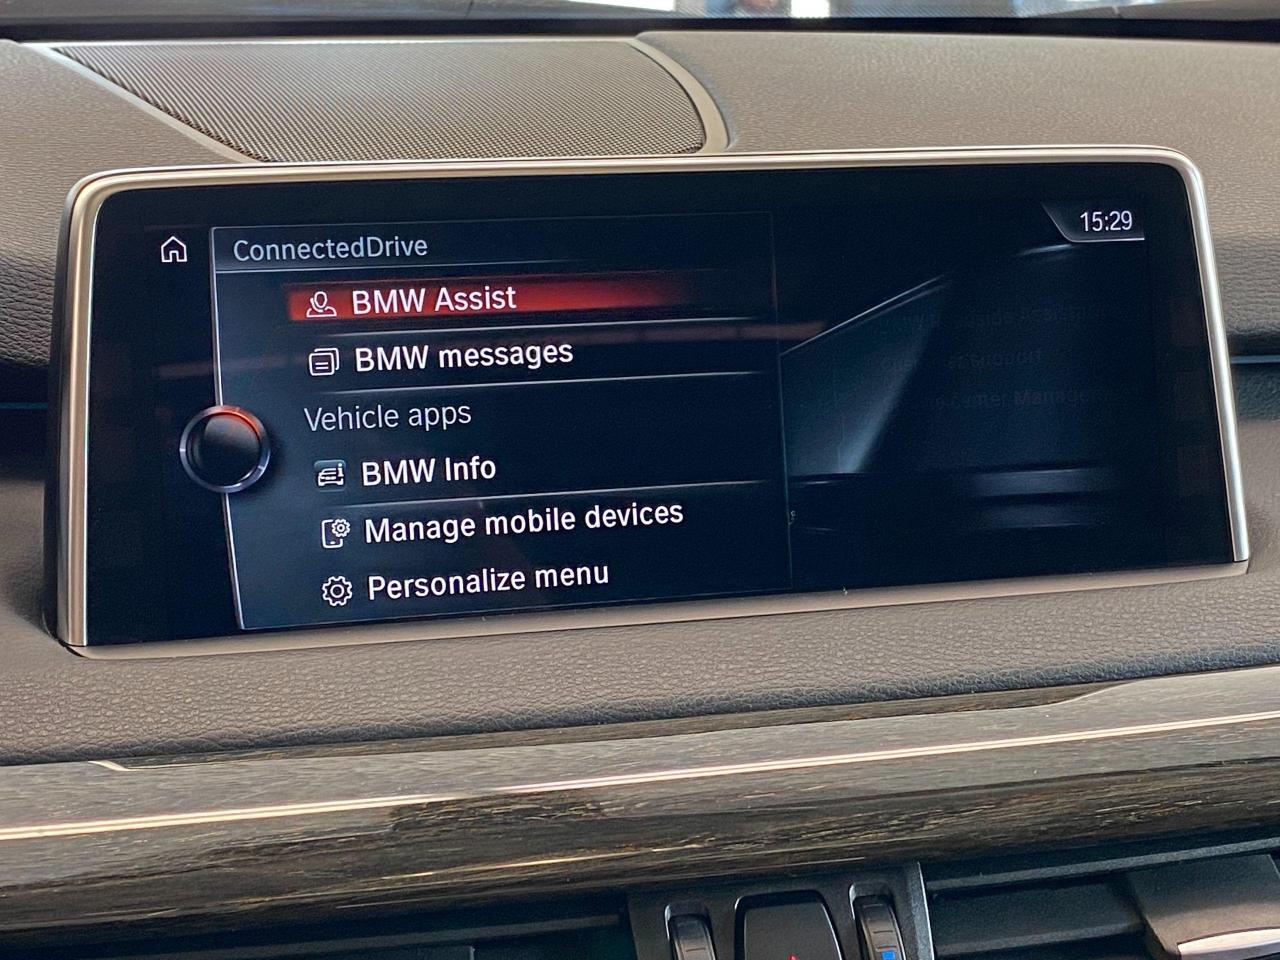 15:29
ConnectedDrive
BMW Assist
BMW messages
Vehicle apps
BMW Info
Manage mobile devices
Personalize menu